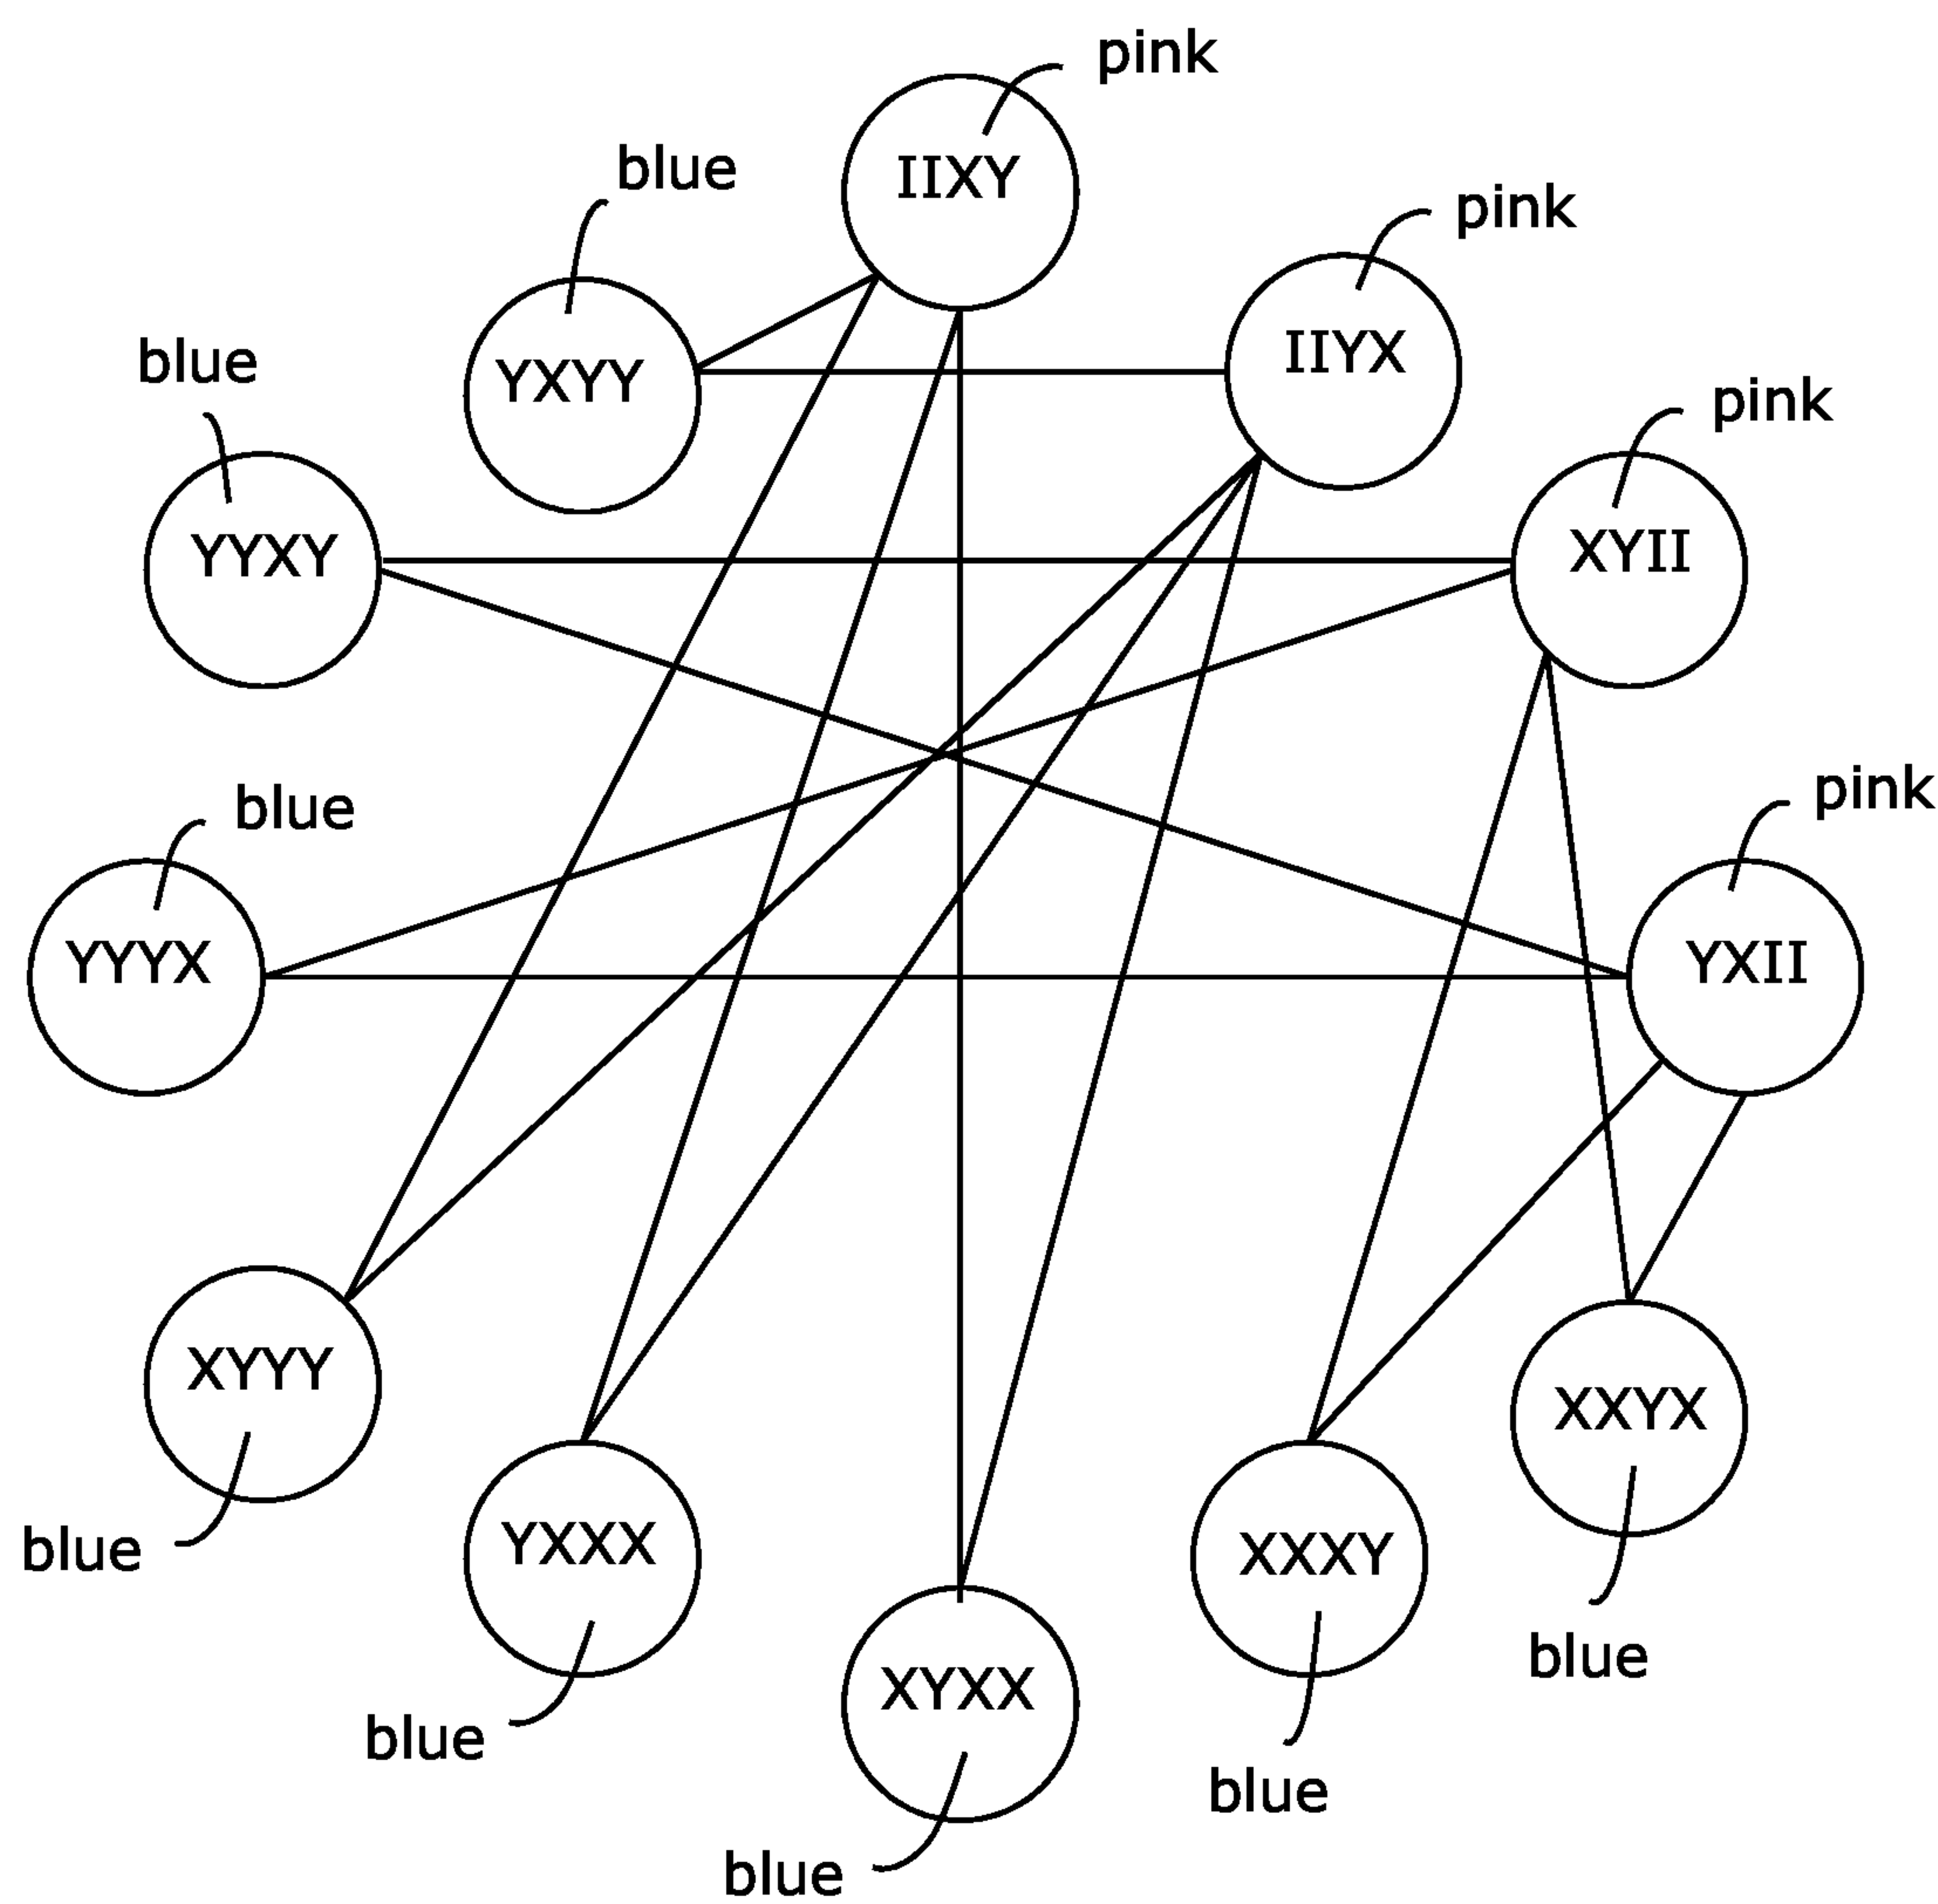 pink
IIXY
blue
pink
YXYY
IIYX
blue
pink
YYXY
XYII
blue
pink
YYYX
YXII
XYYY
XXYX
blue
YXXX
XXXY
blue
blue
XYXX
blue
blue